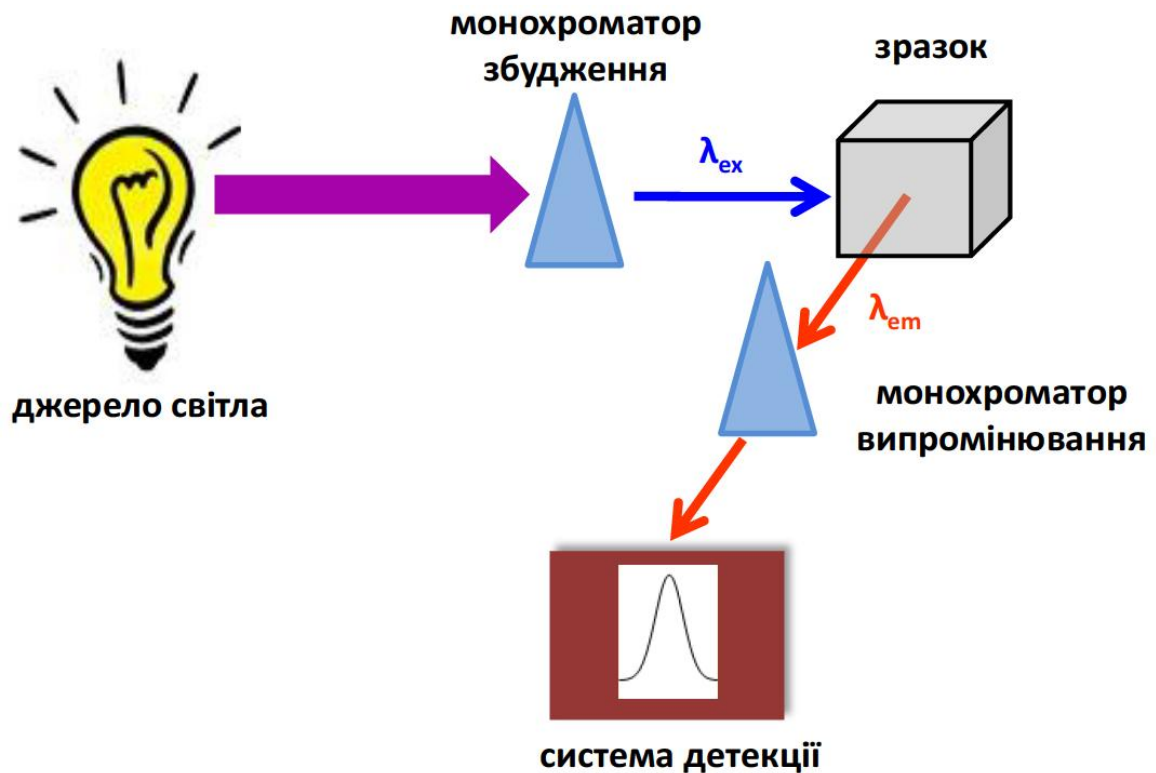 монохроматор
збудження
зразок
λex
джерело світла
λem
монохроматор
випромінювання
система детекції